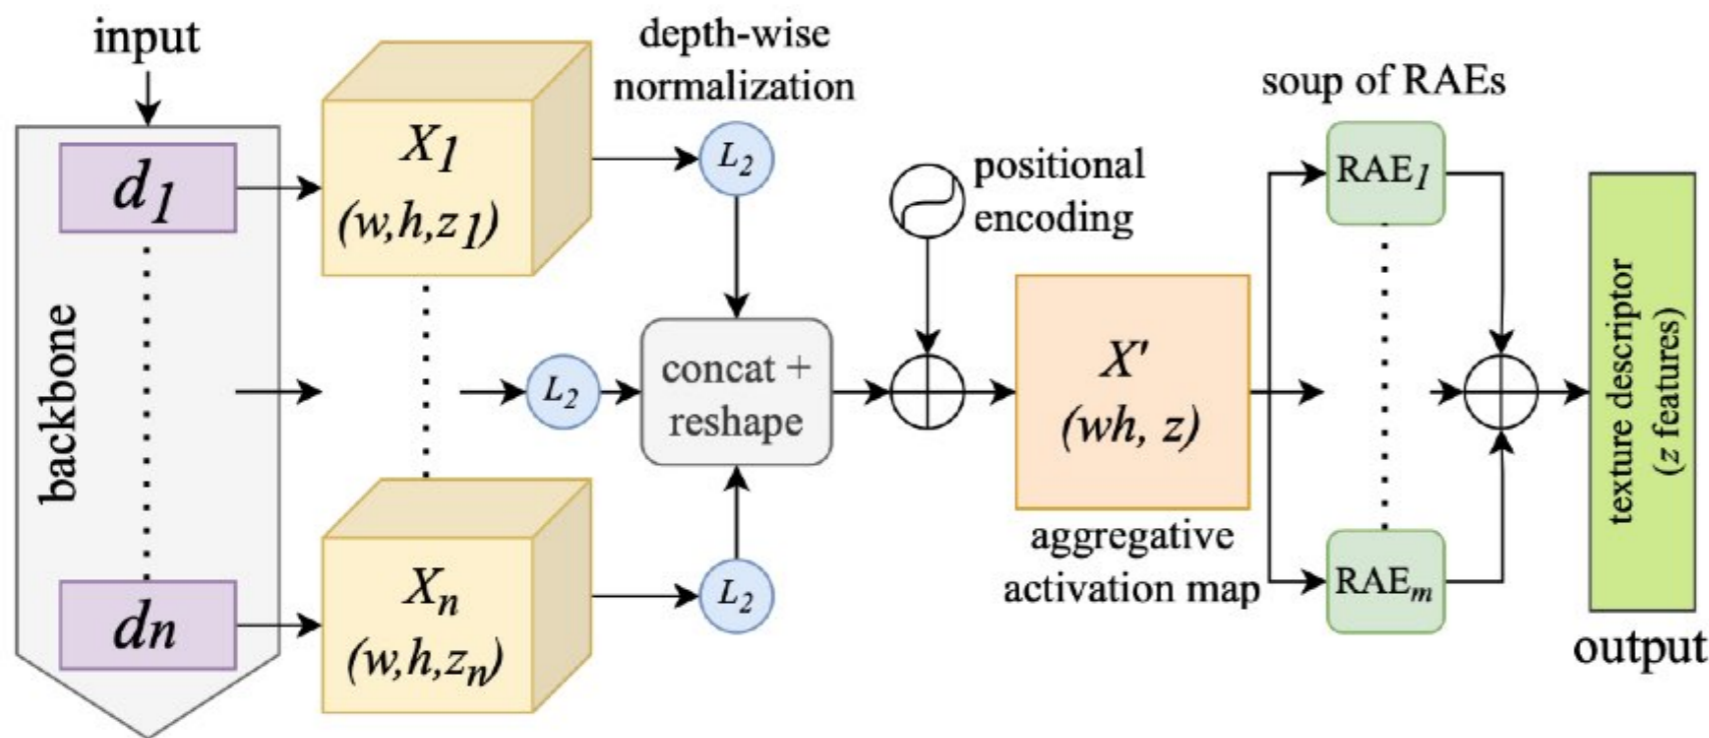 input
backbone
d1
dn
X1
(w,h,z1)
Xn
(w,h,zn)
depth-wise
normalization
L2
L2
L2
concat +
reshape
positional
encoding
X'
(wh, z)
aggregative
activation map
soup of RAEs
RAE1
RAEm
texture descriptor
(z features)
output